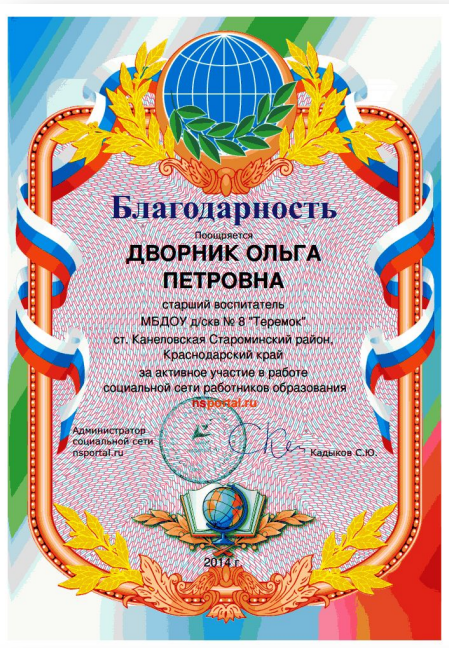 Благодарность
Поощряется
ДВОРНИК ОЛЬГА
ПЕТРОВНА
старший воспитатель
МБДОУ д/скв № 8 "Теремок"
ст. Канеловская Староминский район,
Краснодарский край
за активное участие в работе
социальной сети работников образования
nsportal.ru
Администратор
социальной сети
nsportal.ru
Кадыков С.Ю.
2014 г.